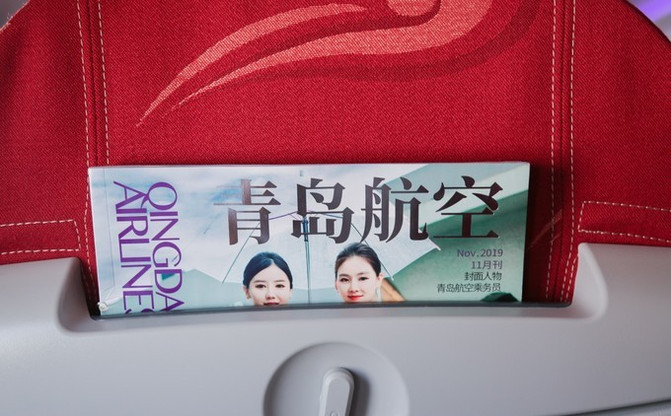 QINGDA
AIRLINES
青岛航空
Nov.2019
11月刊
封面人物
青岛航空乘务员